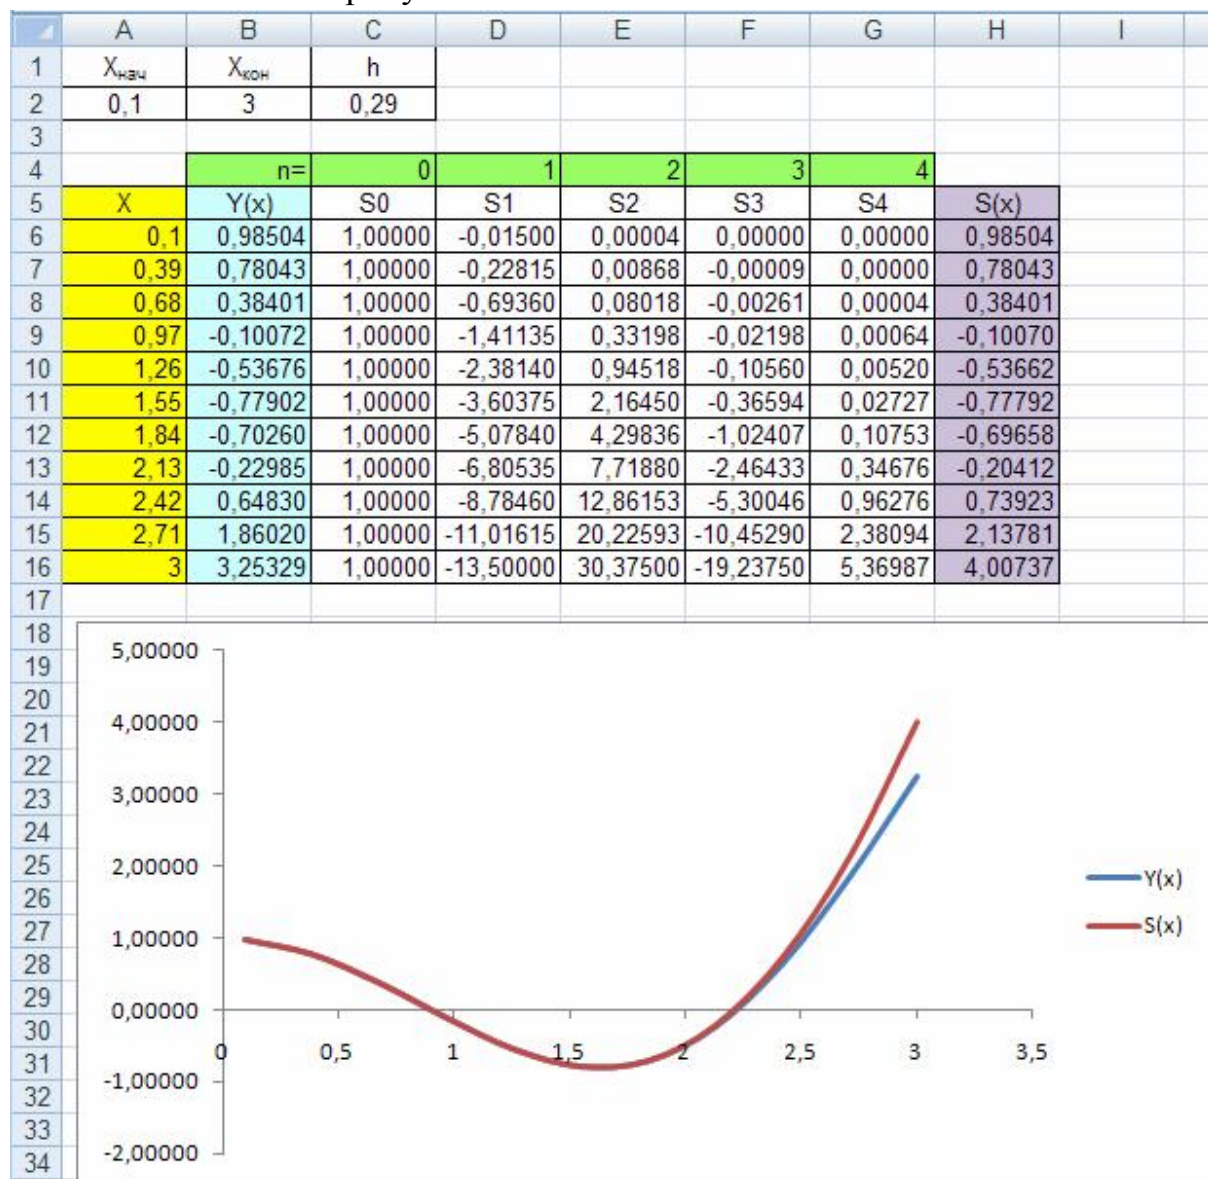 A B C D E F G H I
1 Xнач Xкон h
2 0,1 3 0,29
3
4 n= 0 1 2 3 4
5 X Y(x) S0 S1 S2 S3 S4 S(x)
6 0,1 0,98504 1,00000 -0,01500 0,00004 0,00000 0,00000 0,98504
7 0,39 0,78043 1,00000 -0,22815 0,00868 -0,00009 0,00000 0,78043
8 0,68 0,38401 1,00000 -0,69360 0,08018 -0,00261 0,00004 0,38401
9 0,97 -0,10072 1,00000 -1,41135 0,33198 -0,02198 0,00064 -0,10070
10 1,26 -0,53676 1,00000 -2,38140 0,94518 -0,10560 0,00520 -0,53662
11 1,55 -0,77902 1,00000 -3,60375 2,16450 -0,36594 0,02727 -0,77792
12 1,84 -0,70260 1,00000 -5,07840 4,29836 -1,02407 0,10753 -0,69658
13 2,13 -0,22985 1,00000 -6,80535 7,71880 -2,46433 0,34676 -0,20412
14 2,42 0,64830 1,00000 -8,78460 12,86153 -5,30046 0,96276 0,73923
15 2,71 1,86020 1,00000 -11,01615 20,22593 -10,45290 2,38094 2,13781
16 3 3,25329 1,00000 -13,50000 30,37500 -19,23750 5,36987 4,00737
17
18
19 5,00000
20
21 4,00000
22
23 3,00000
24
25 2,00000
26 Y(x)
27 1,00000 S(x)
28
29 0,00000
30
31 0 0,5 1 1,5 2 2,5 3 3,5
32 -1,00000
33
34 -2,00000